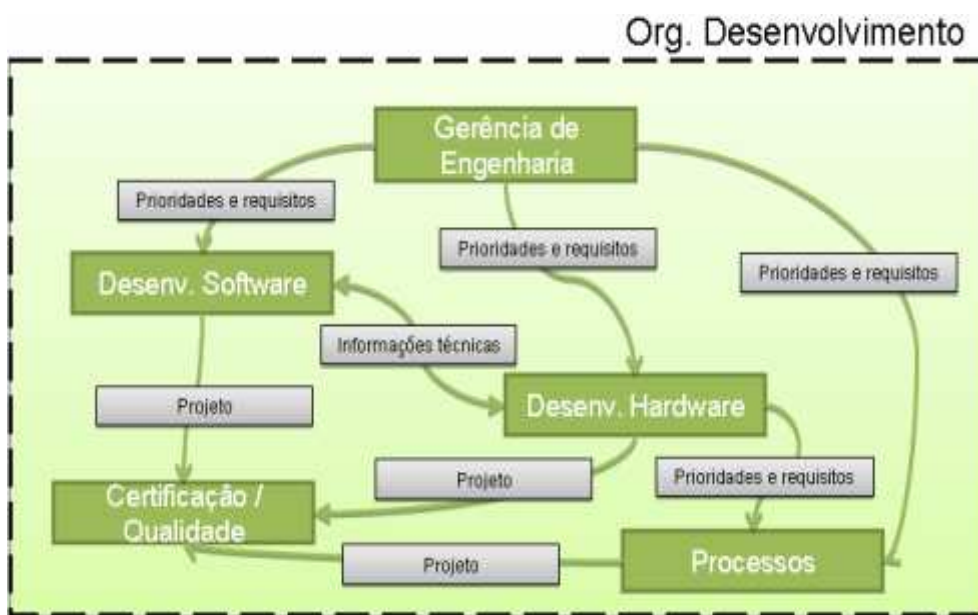 Org. Desenvolvimento
Gerência de
Engenharia
Prioridades e requisitos
Prioridades e requisitos
Prioridades e requisitos
Desenv. Software
Informações técnicas
Projeto
Desenv. Hardware
Prioridades e requisitos
Projeto
Certificação /
Qualidade
Projeto
Processos